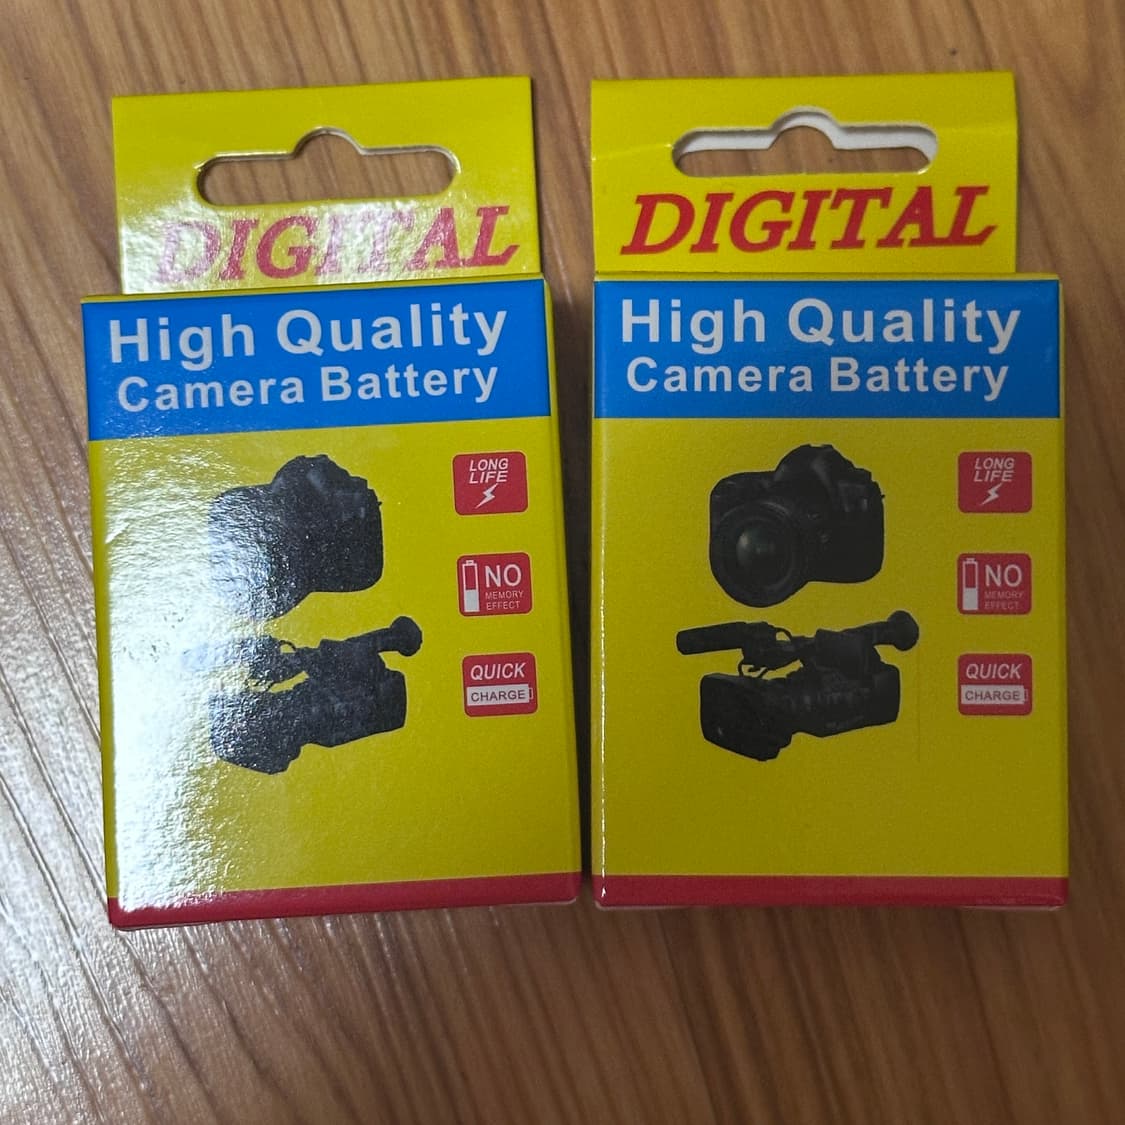 DIGITAL
High Quality
Camera Battery
LONG
LIFE
NO
MEMORY
EFFECT
QUICK
CHARGE
DIGITAL
High Quality
Camera Battery
LONG
LIFE
NO
MEMORY
EFFECT
QUICK
CHARGE